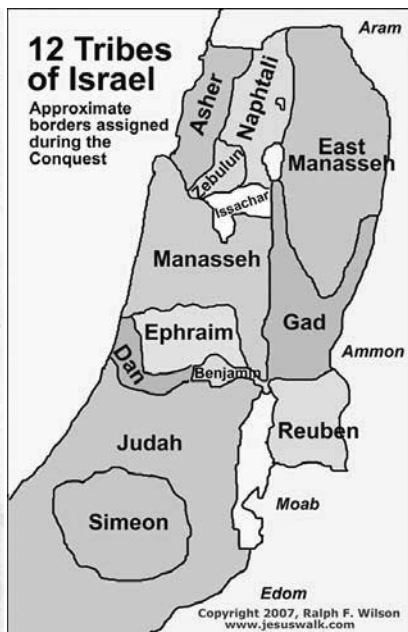 12 Tribes
of Israel
Approximate
borders assigned
during the
Conquest
Aram
Asher
Naphtali
East
Manasseh
Zebulun
Issachar
Manasseh
Gad
Ephraim
Dan
Benjamin
Ammon
Reuben
Judah
Simeon
Moab
Edom
Copyright 2007, Ralph F. Wilson
www.jesuswalk.com